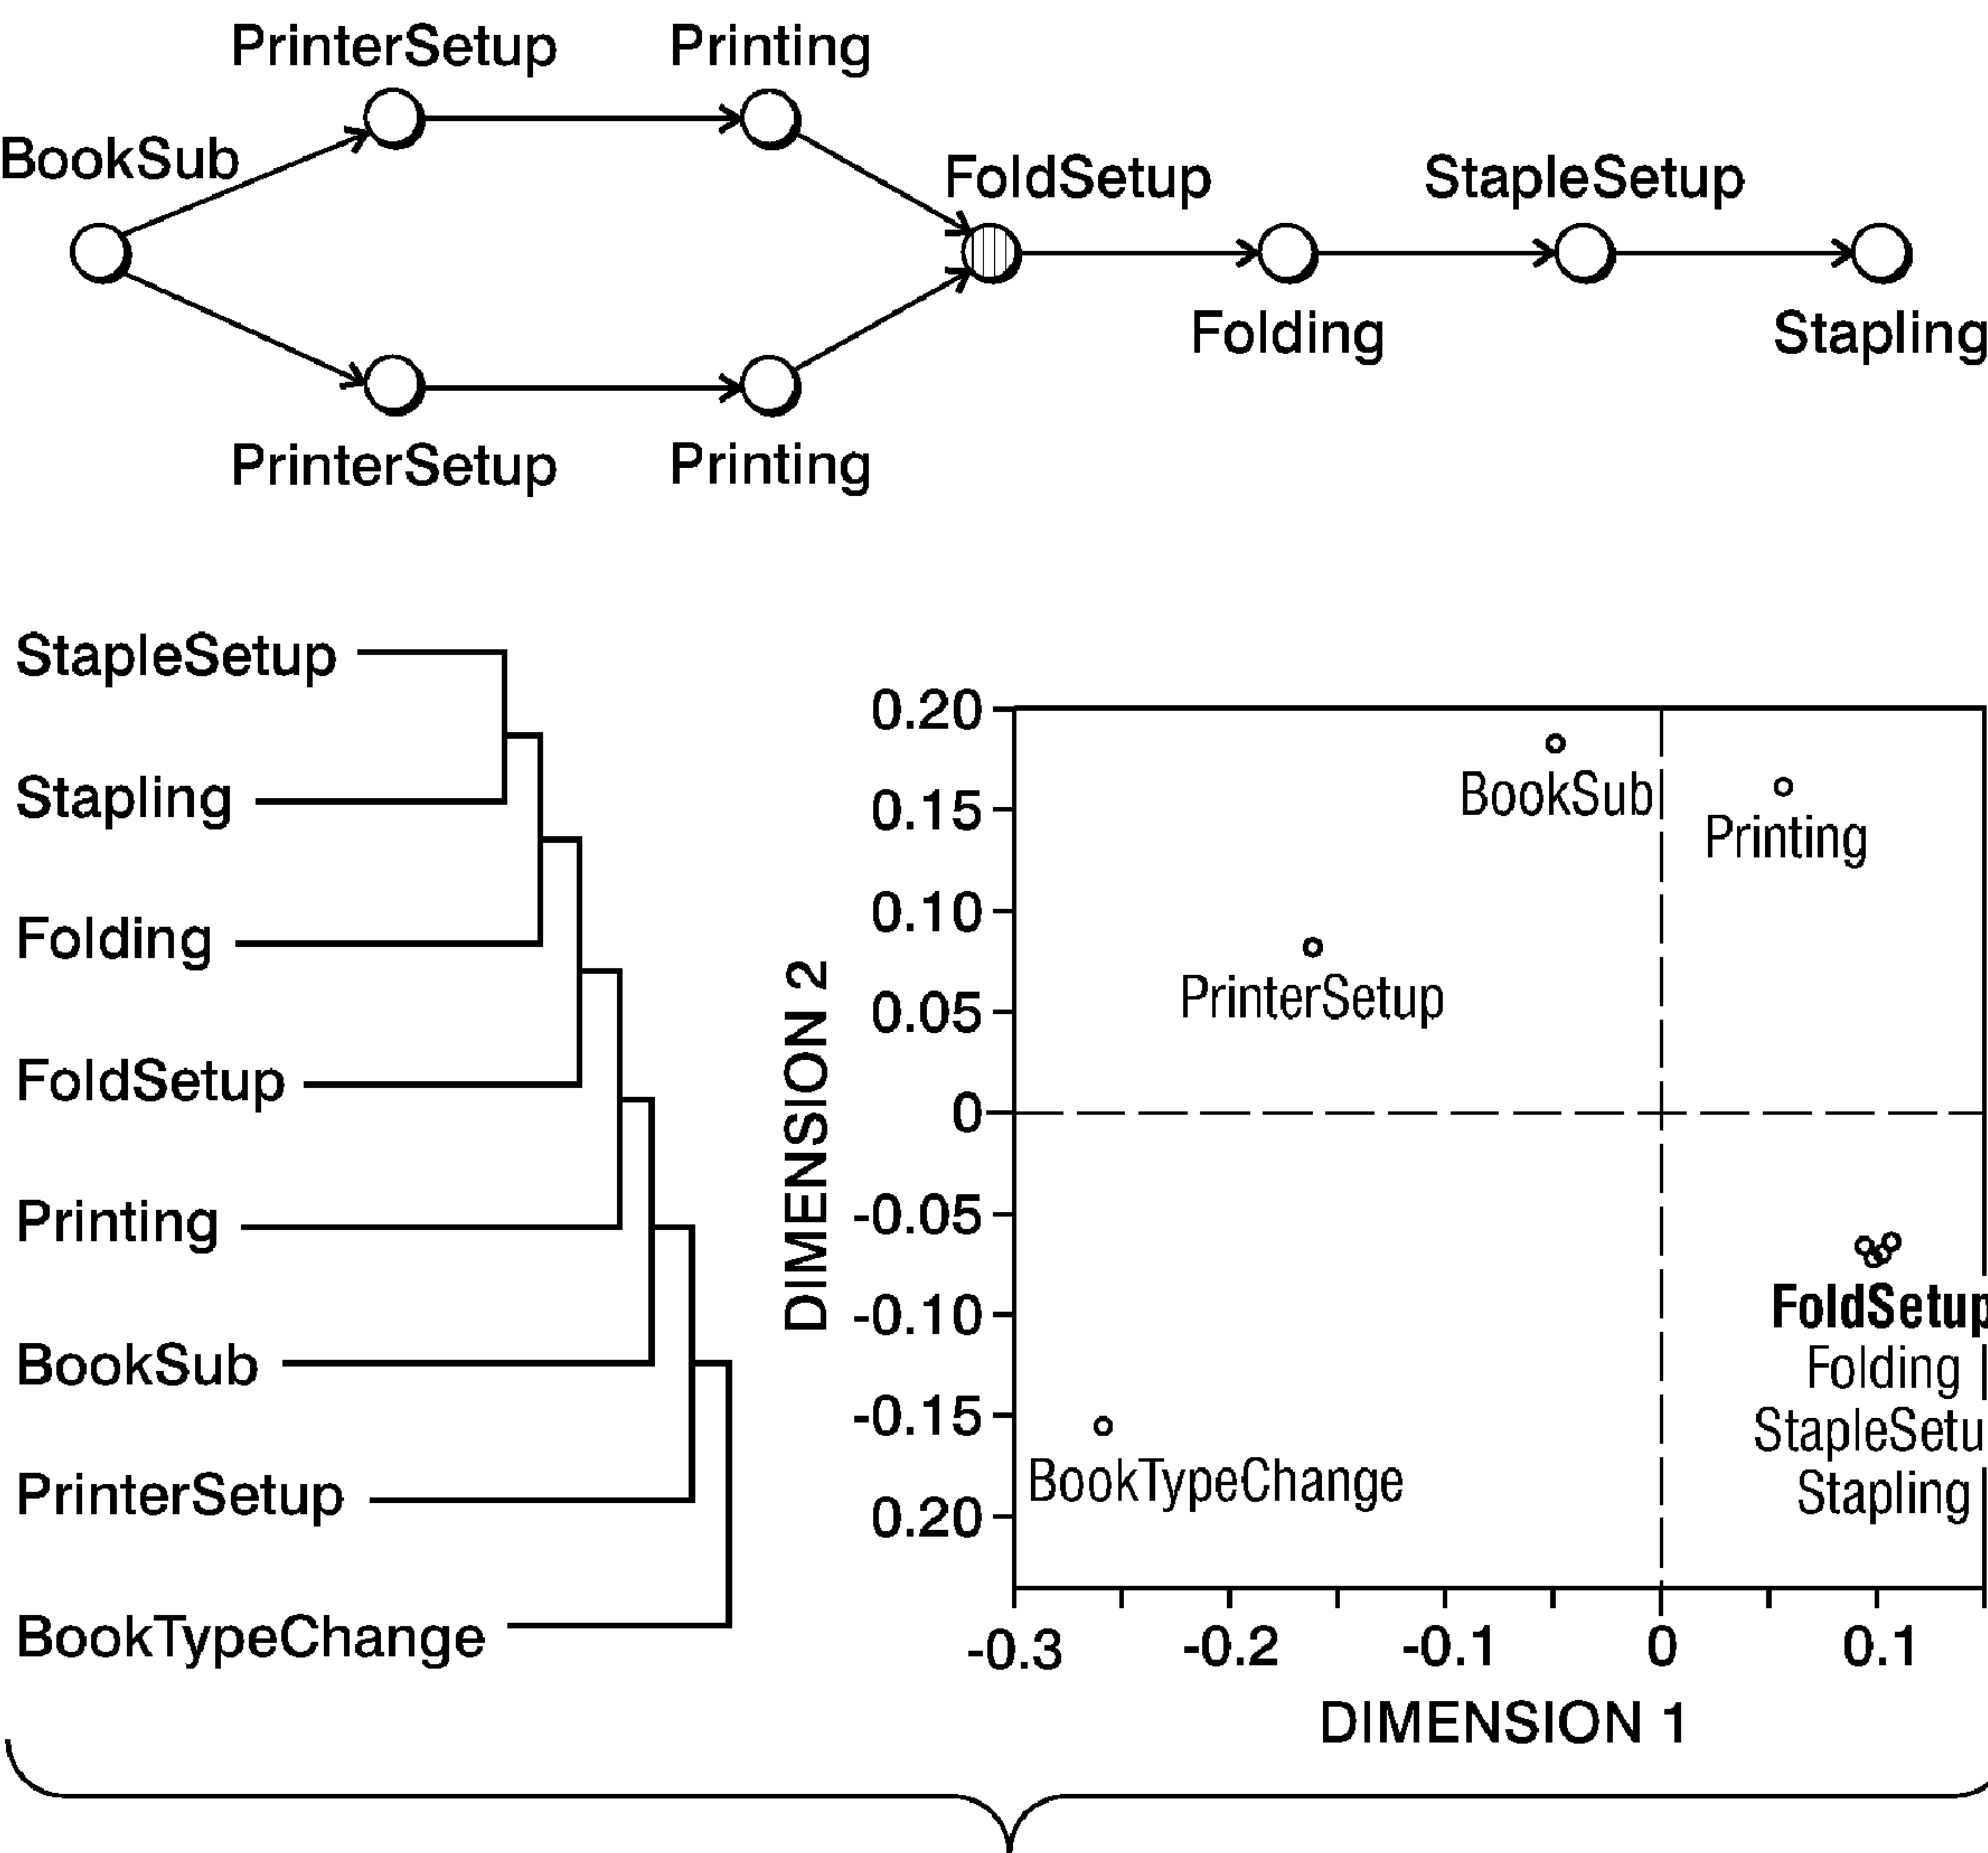 PrinterSetup Printing
BookSub
FoldSetup StapleSetup
Folding Stapling
PrinterSetup Printing
StapleSetup
Stapling
Folding
FoldSetup
Printing
BookSub
PrinterSetup
BookTypeChange
DIMENSION 2
0.20
0.15
0.10
0.05
0
-0.05
-0.10
-0.15
0.20
BookSub
Printing
PrinterSetup
FoldSetup
Folding
StapleSetu
Stapling
BookTypeChange
-0.3 -0.2 -0.1 0 0.1
DIMENSION 1